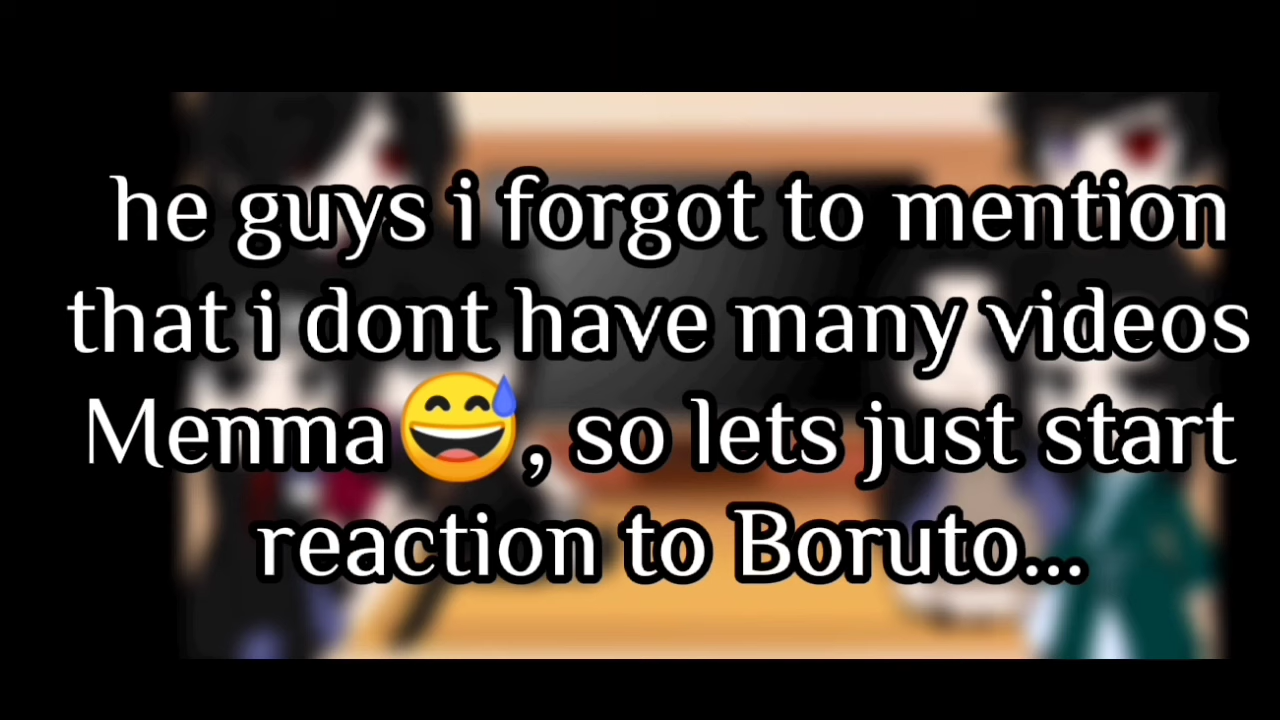 he guys i forgot to mention
that i dont have many videos
Menma😅, so lets just start
reaction to Boruto...